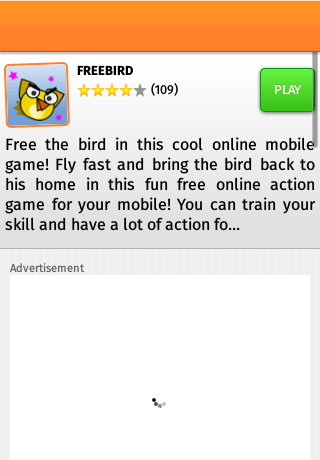 FREEBIRD
(109)
PLAY
Free the bird in this cool online mobile
game! Fly fast and bring the bird back to
his home in this fun free online action
game for your mobile! You can train your
skill and have a lot of action fo...
Advertisement